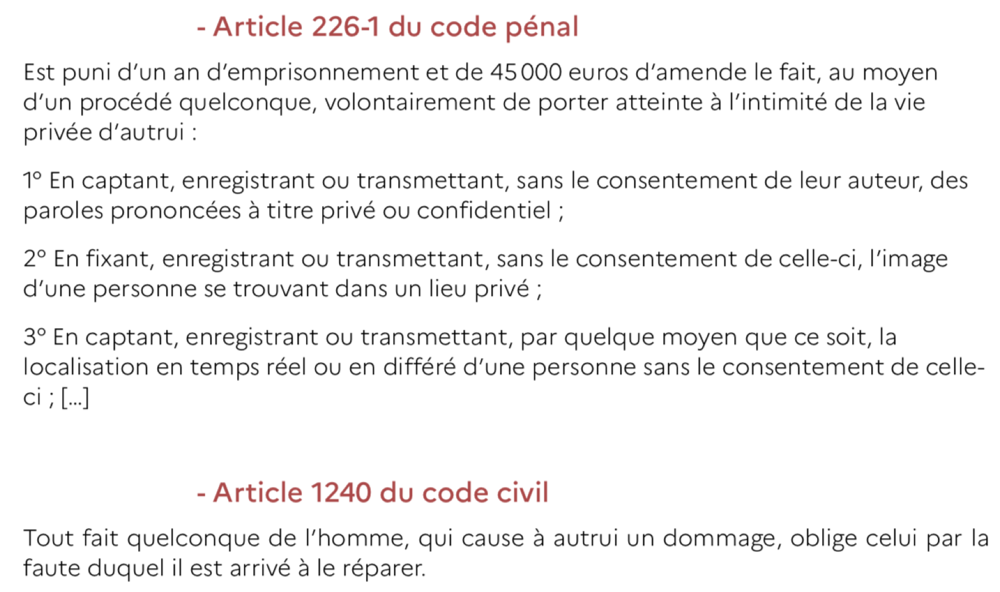 - Article 226-1 du code pénal
Est puni d’un an d’emprisonnement et de 45 000 euros d’amende le fait, au moyen
d’un procédé quelconque, volontairement de porter atteinte à l’intimité de la vie
privée d’autrui :
1° En captant, enregistrant ou transmettant, sans le consentement de leur auteur, des
paroles prononcées à titre privé ou confidentiel ;
2° En fixant, enregistrant ou transmettant, sans le consentement de celle-ci, l’image
d’une personne se trouvant dans un lieu privé ;
3° En captant, enregistrant ou transmettant, par quelque moyen que ce soit, la
localisation en temps réel ou en différé d’une personne sans le consentement de celle-
ci ; [...]
- Article 1240 du code civil
Tout fait quelconque de l’homme, qui cause à autrui un dommage, oblige celui par la
faute duquel il est arrivé à le réparer.